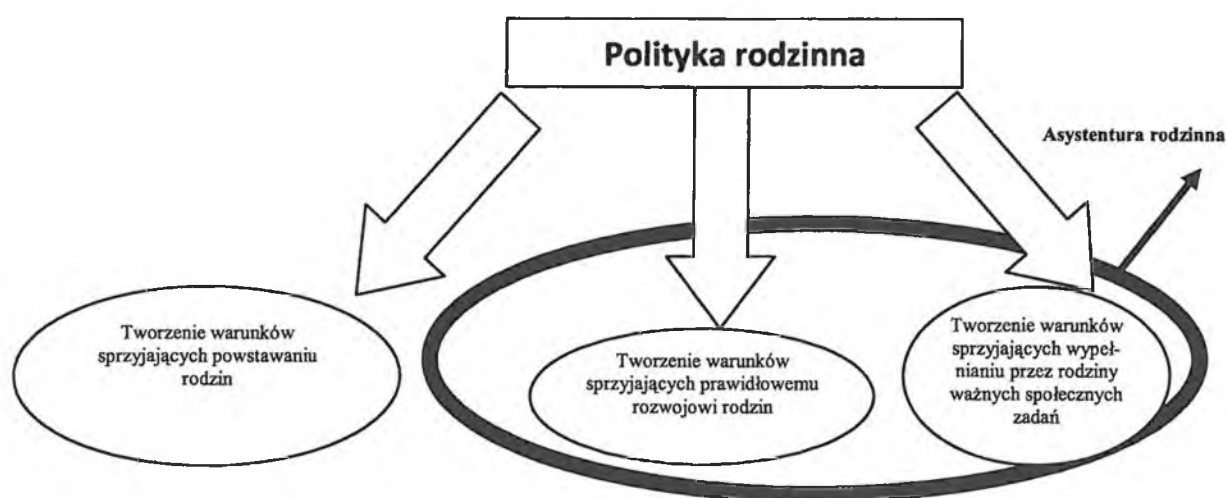 Polityka rodzinna
Asystentura rodzinna
Tworzenie warunków
sprzyjających powstawaniu
rodzin
Tworzenie warunków
sprzyjających prawidłowemu
rozwojowi rodzin
Tworzenie warunków
sprzyjających wypeł-
nianiu przez rodziny
ważnych społecznych
zadań